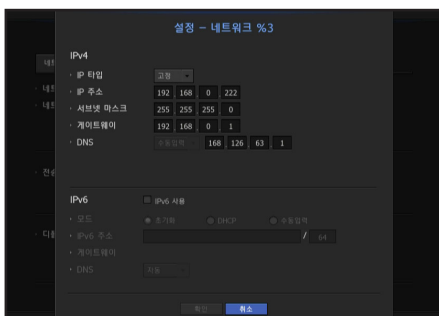 설정 – 네트워크 %3
IPv4
· IP 타입 고정
· IP 주소 192 168 0 222
· 서브넷 마스크 255 255 255 0
· 게이트웨이 192 168 0 1
· DNS 수동입력 168 126 63 1
IPv6 IPv6 사용
· 모드 초기화 DHCP 수동입력
· IPv6 주소 / 64
· 게이트웨이
· DNS 자동
확인 취소